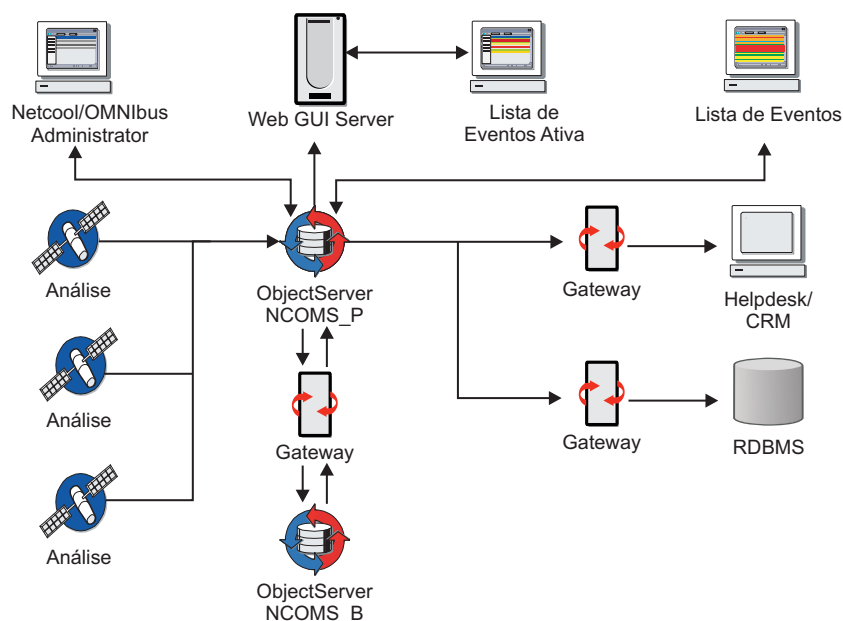 Netcool/OMNIbus
Administrator
Web GUI Server
Lista de
Eventos Ativa
Lista de Eventos
Análise
ObjectServer
NCOMS_P
Gateway
Helpdesk/
CRM
Análise
Gateway
Gateway
RDBMS
Análise
ObjectServer
NCOMS_B